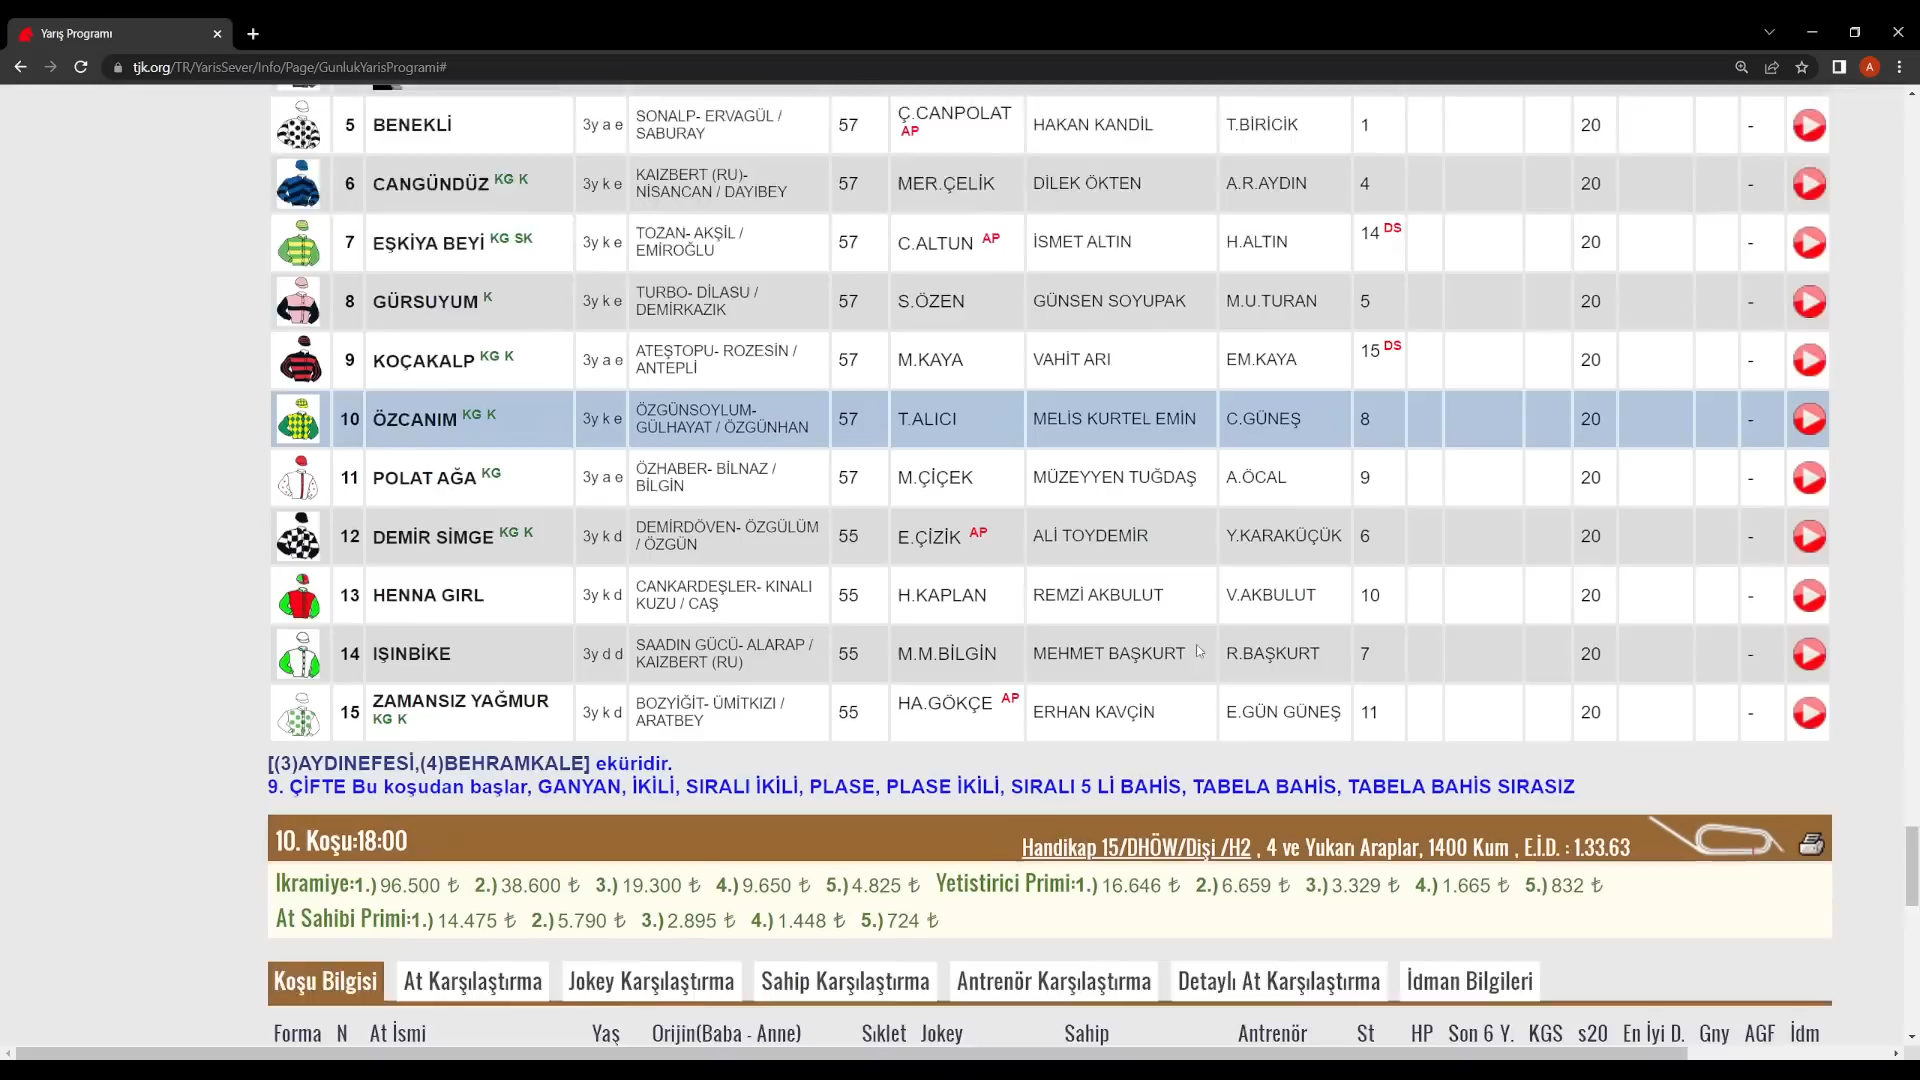 Yarış Programı
tjk.org/TR/YarisSever/Info/Page/GunlukYarisProgrami#
A
5 BENEKLİ 3y a e SONALP- ERVAGÜL / SABURAY 57 Ç.CANPOLAT AP HAKAN KANDİL T.BİRİCİK 1 20 -
6 CANGÜNDÜZ KG K 3y k e KAIZBERT (RU)- NİSANCAN / DAYIBEY 57 MER.ÇELİK DİLEK ÖKTEN A.R.AYDIN 4 20 -
7 EŞKİYA BEYİ KG SK 3y k e TOZAN- AKŞİL / EMİROĞLU 57 C.ALTUN AP İSMET ALTIN H.ALTIN 14 DS 20 -
8 GÜRSUYUM K 3y k e TURBO- DİLASU / DEMİRKAZIK 57 S.ÖZEN GÜNSEN SOYUPAK M.U.TURAN 5 20 -
9 KOÇAKALP KG K 3y a e ATEŞTOPU- ROZESİN / ANTEPLİ 57 M.KAYA VAHİT ARI EM.KAYA 15 DS 20 -
10 ÖZCANIM KG K 3y k e ÖZGÜNSOYLUM- GÜLHAYAT / ÖZGÜNHAN 57 T.ALICI MELİS KURTEL EMİN C.GÜNEŞ 8 20 -
11 POLAT AĞA KG 3y a e ÖZHABER- BİLNAZ / BİLGİN 57 M.ÇİÇEK MÜZEYYEN TUĞDAŞ A.ÖCAL 9 20 -
12 DEMİR SİMGE KG K 3y k d DEMİRDÖVEN- ÖZGÜLÜM / ÖZGÜN 55 E.ÇİZİK AP ALİ TOYDEMİR Y.KARAKÜÇÜK 6 20 -
13 HENNA GIRL 3y k d CANKARDEŞLER- KINALI KUZU / CAŞ 55 H.KAPLAN REMZİ AKBULUT V.AKBULUT 10 20 -
14 IŞINBİKE 3y d d SAADIN GÜCÜ- ALARAP / KAIZBERT (RU) 55 M.M.BİLGİN MEHMET BAŞKURT R.BAŞKURT 7 20 -
15 ZAMANSIZ YAĞMUR KG K 3y k d BOZYİĞİT- ÜMİTKIZI / ARATBEY 55 HA.GÖKÇE AP ERHAN KAVÇİN E.GÜN GÜNEŞ 11 20 -
[(3)AYDINEFESİ,(4)BEHRAMKALE] eküridir.
9. ÇİFTE Bu koşudan başlar, GANYAN, İKİLİ, SIRALI İKİLİ, PLASE, PLASE İKİLİ, SIRALI 5 Lİ BAHİS, TABELA BAHİS, TABELA BAHİS SIRASIZ
10. Koşu:18:00 Handikap 15/DHÖW/Dişi /H2 , 4 ve Yukarı Araplar, 1400 Kum , E.İ.D. : 1.33.63
Ikramiye:1.) 96.500 ₺ 2.) 38.600 ₺ 3.) 19.300 ₺ 4.) 9.650 ₺ 5.) 4.825 ₺ Yetistirici Primi:1.) 16.646 ₺ 2.) 6.659 ₺ 3.) 3.329 ₺ 4.) 1.665 ₺ 5.) 832 ₺
At Sahibi Primi:1.) 14.475 ₺ 2.) 5.790 ₺ 3.) 2.895 ₺ 4.) 1.448 ₺ 5.) 724 ₺
Koşu Bilgisi At Karşılaştırma Jokey Karşılaştırma Sahip Karşılaştırma Antrenör Karşılaştırma Detaylı At Karşılaştırma İdman Bilgileri
Forma N At İsmi Yaş Orijin(Baba - Anne) Sıklet Jokey Sahip Antrenör St HP Son 6 Y. KGS s20 En İyi D. Gny AGF İdm